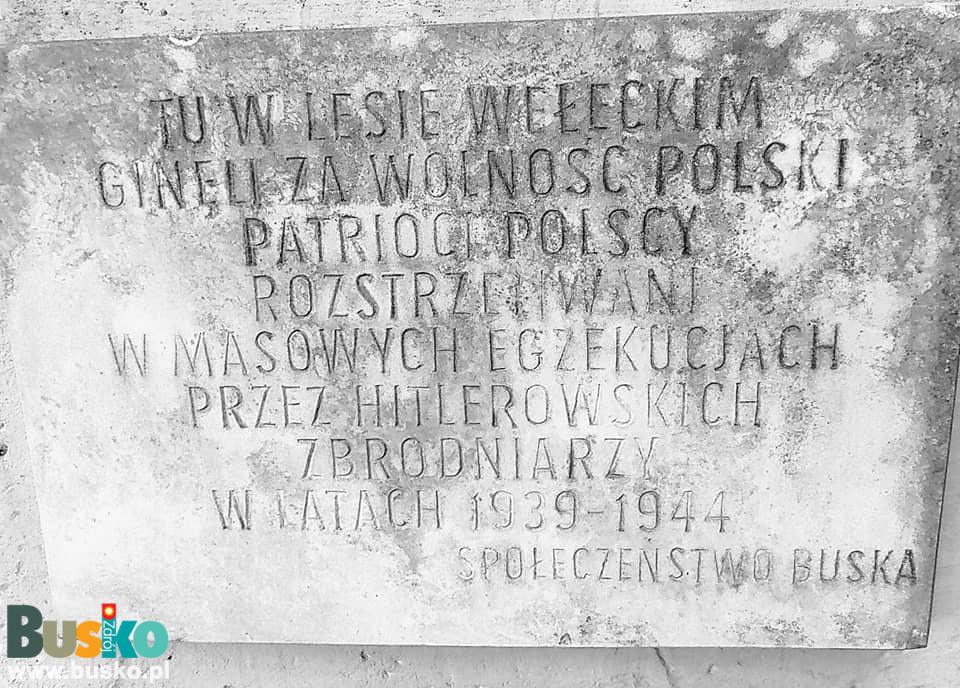 TU W LESIE WEŁECKIM
GINĘLI ZA WOLNOŚĆ POLSKI
PATRIOCI POLSCY
ROZSTRZELIWANI
W MASOWYCH EGZEKUCJACH
PRZEZ HITLEROWSKICH
ZBRODNIARZY
W LATACH 1939-1944
SPOŁECZEŃSTWO BUSKA
Busko
Zdrój
www.busko.pl